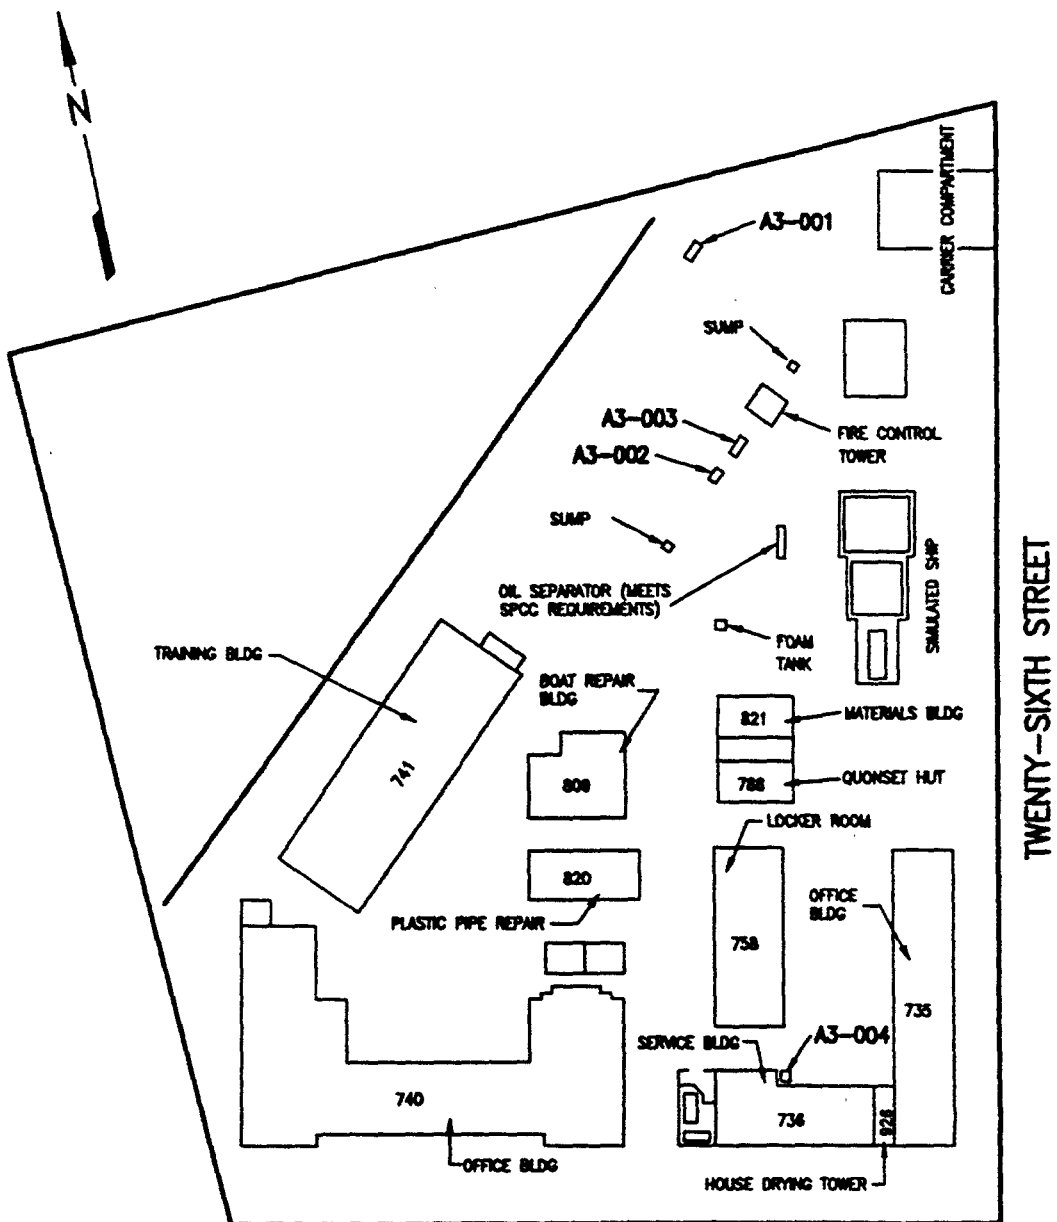 N
CARRIER COMPARTMENT
A3-001
SUMP
A3-003
FIRE CONTROL
TOWER
A3-002
SUMP
OIL SEPARATOR (MEETS
SPCC REQUIREMENTS)
SIMULATED SHIP
TWENTY-SIXTH STREET
FOAM
TANK
TRAINING BLDG
BOAT REPAIR
BLDG
821
MATERIALS BLDG
741
809
788
QUONSET HUT
LOCKER ROOM
820
OFFICE
BLDG
PLASTIC PIPE REPAIR
758
735
SERVICE BLDG
A3-004
740
736
926
OFFICE BLDG
HOUSE DRYING TOWER